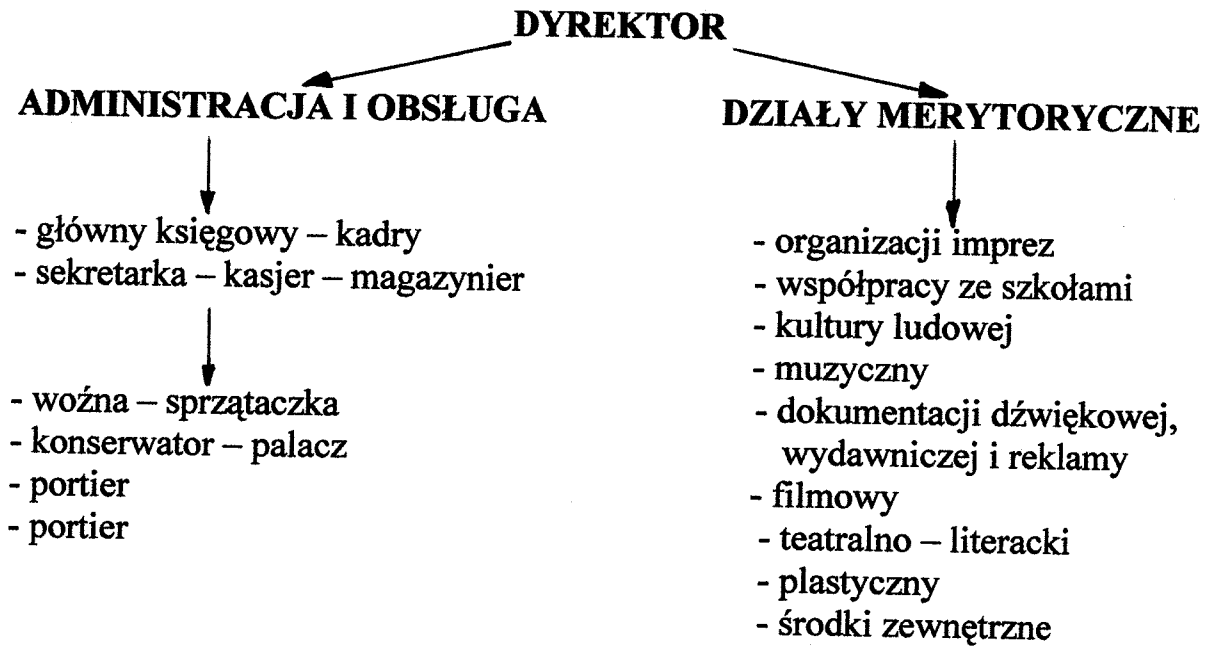 DYREKTOR
ADMINISTRACJA I OBSŁUGA
- główny księgowy – kadry
- sekretarka – kasjer – magazynier
- woźna – sprzątaczka
- konserwator – palacz
- portier
- portier
DZIAŁY MERYTORYCZNE
- organizacji imprez
- współpracy ze szkołami
- kultury ludowej
- muzyczny
- dokumentacji dźwiękowej,
wydawniczej i reklamy
- filmowy
- teatralno – literacki
- plastyczny
- środki zewnętrzne